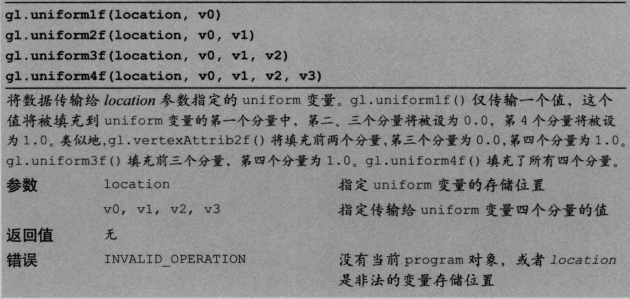 gl.uniform1f(location, v0)
gl.uniform2f(location, v0, v1)
gl.uniform3f(location, v0, v1, v2)
gl.uniform4f(location, v0, v1, v2, v3)
将数据传输给 location 参数指定的 uniform 变量。gl.uniform1f() 仅传输一个值，这个
值将被填充到 uniform 变量的第一个分量中，第二、三个分量将被设为 0.0，第 4 个分量将被设
为 1.0。类似地,gl.vertexAttrib2f() 将填充前两个分量,第三个分量为 0.0,第四个分量为 1.0。
gl.uniform3f() 填充前三个分量，第四个分量为 1.0。gl.uniform4f() 填充了所有四个分量。
参数 location 指定 uniform 变量的存储位置
v0, v1, v2, v3 指定传输给 uniform 变量四个分量的值
返回值 无
错误 INVALID_OPERATION 没有当前 program 对象，或者 location
是非法的变量存储位置